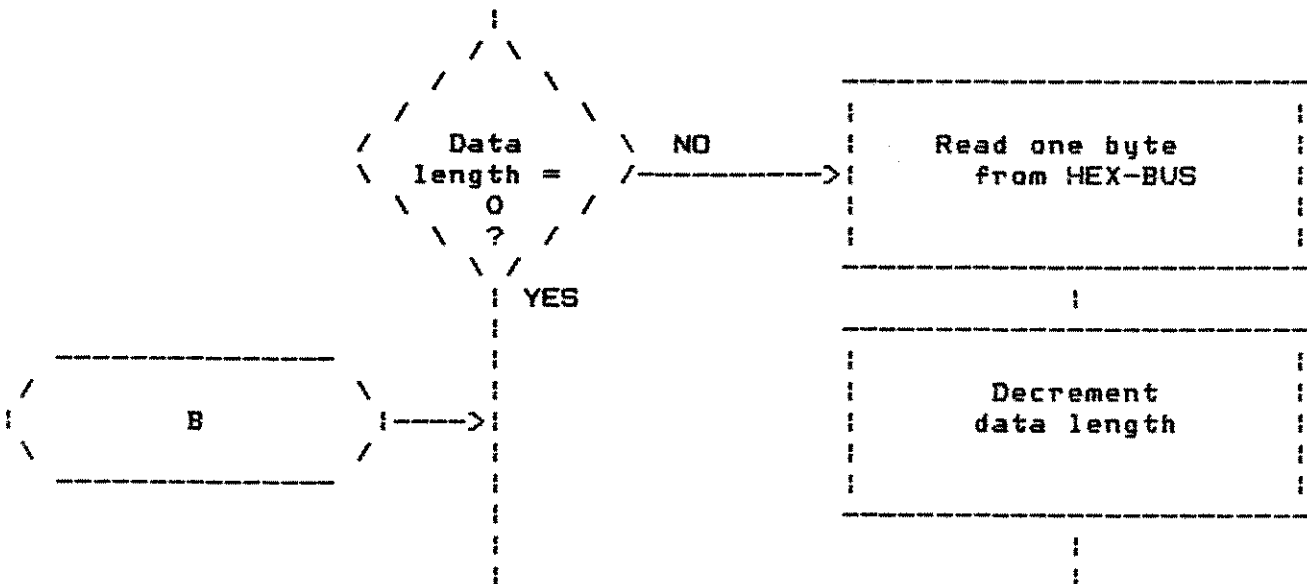 Data
length =
0
?
NO
Read one byte
from HEX-BUS
YES
B
Decrement
data length